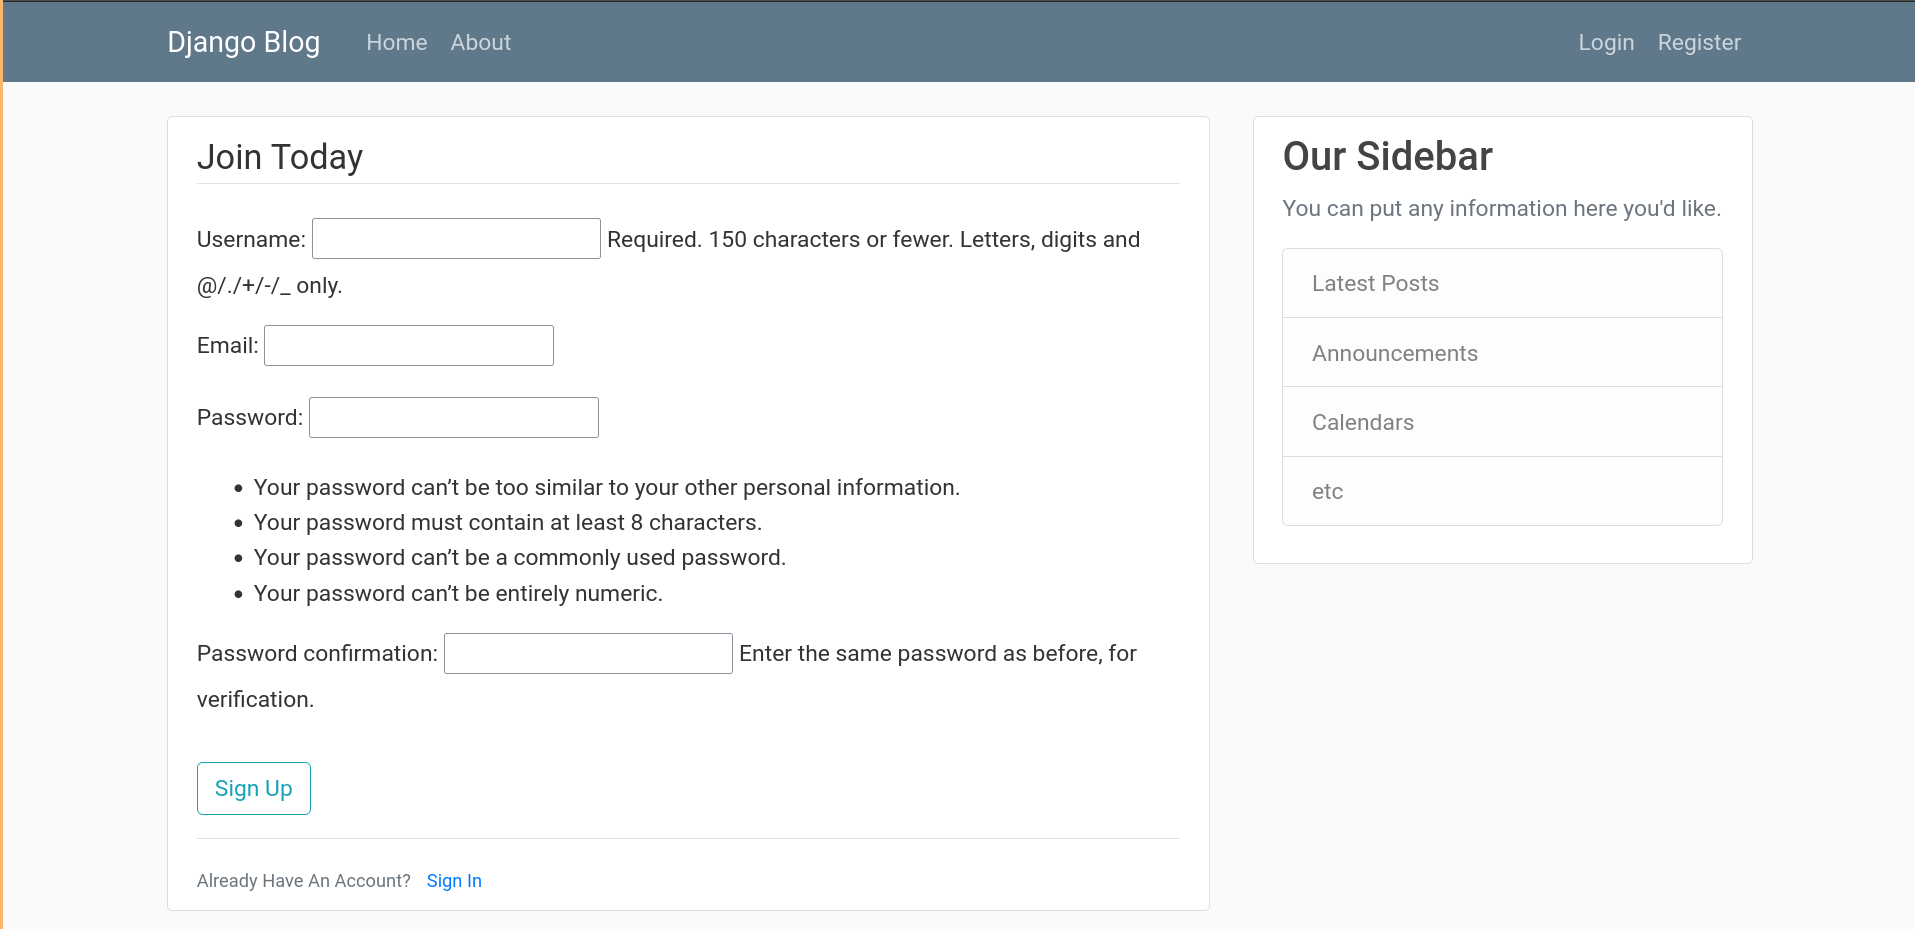 Django Blog Home About Login Register
Join Today
Username: Required. 150 characters or fewer. Letters, digits and
@/./+/-/_ only.
Email:
Password:
• Your password can’t be too similar to your other personal information.
• Your password must contain at least 8 characters.
• Your password can’t be a commonly used password.
• Your password can’t be entirely numeric.
Password confirmation: Enter the same password as before, for
verification.
Sign Up
Already Have An Account? Sign In
Our Sidebar
You can put any information here you'd like.
Latest Posts
Announcements
Calendars
etc